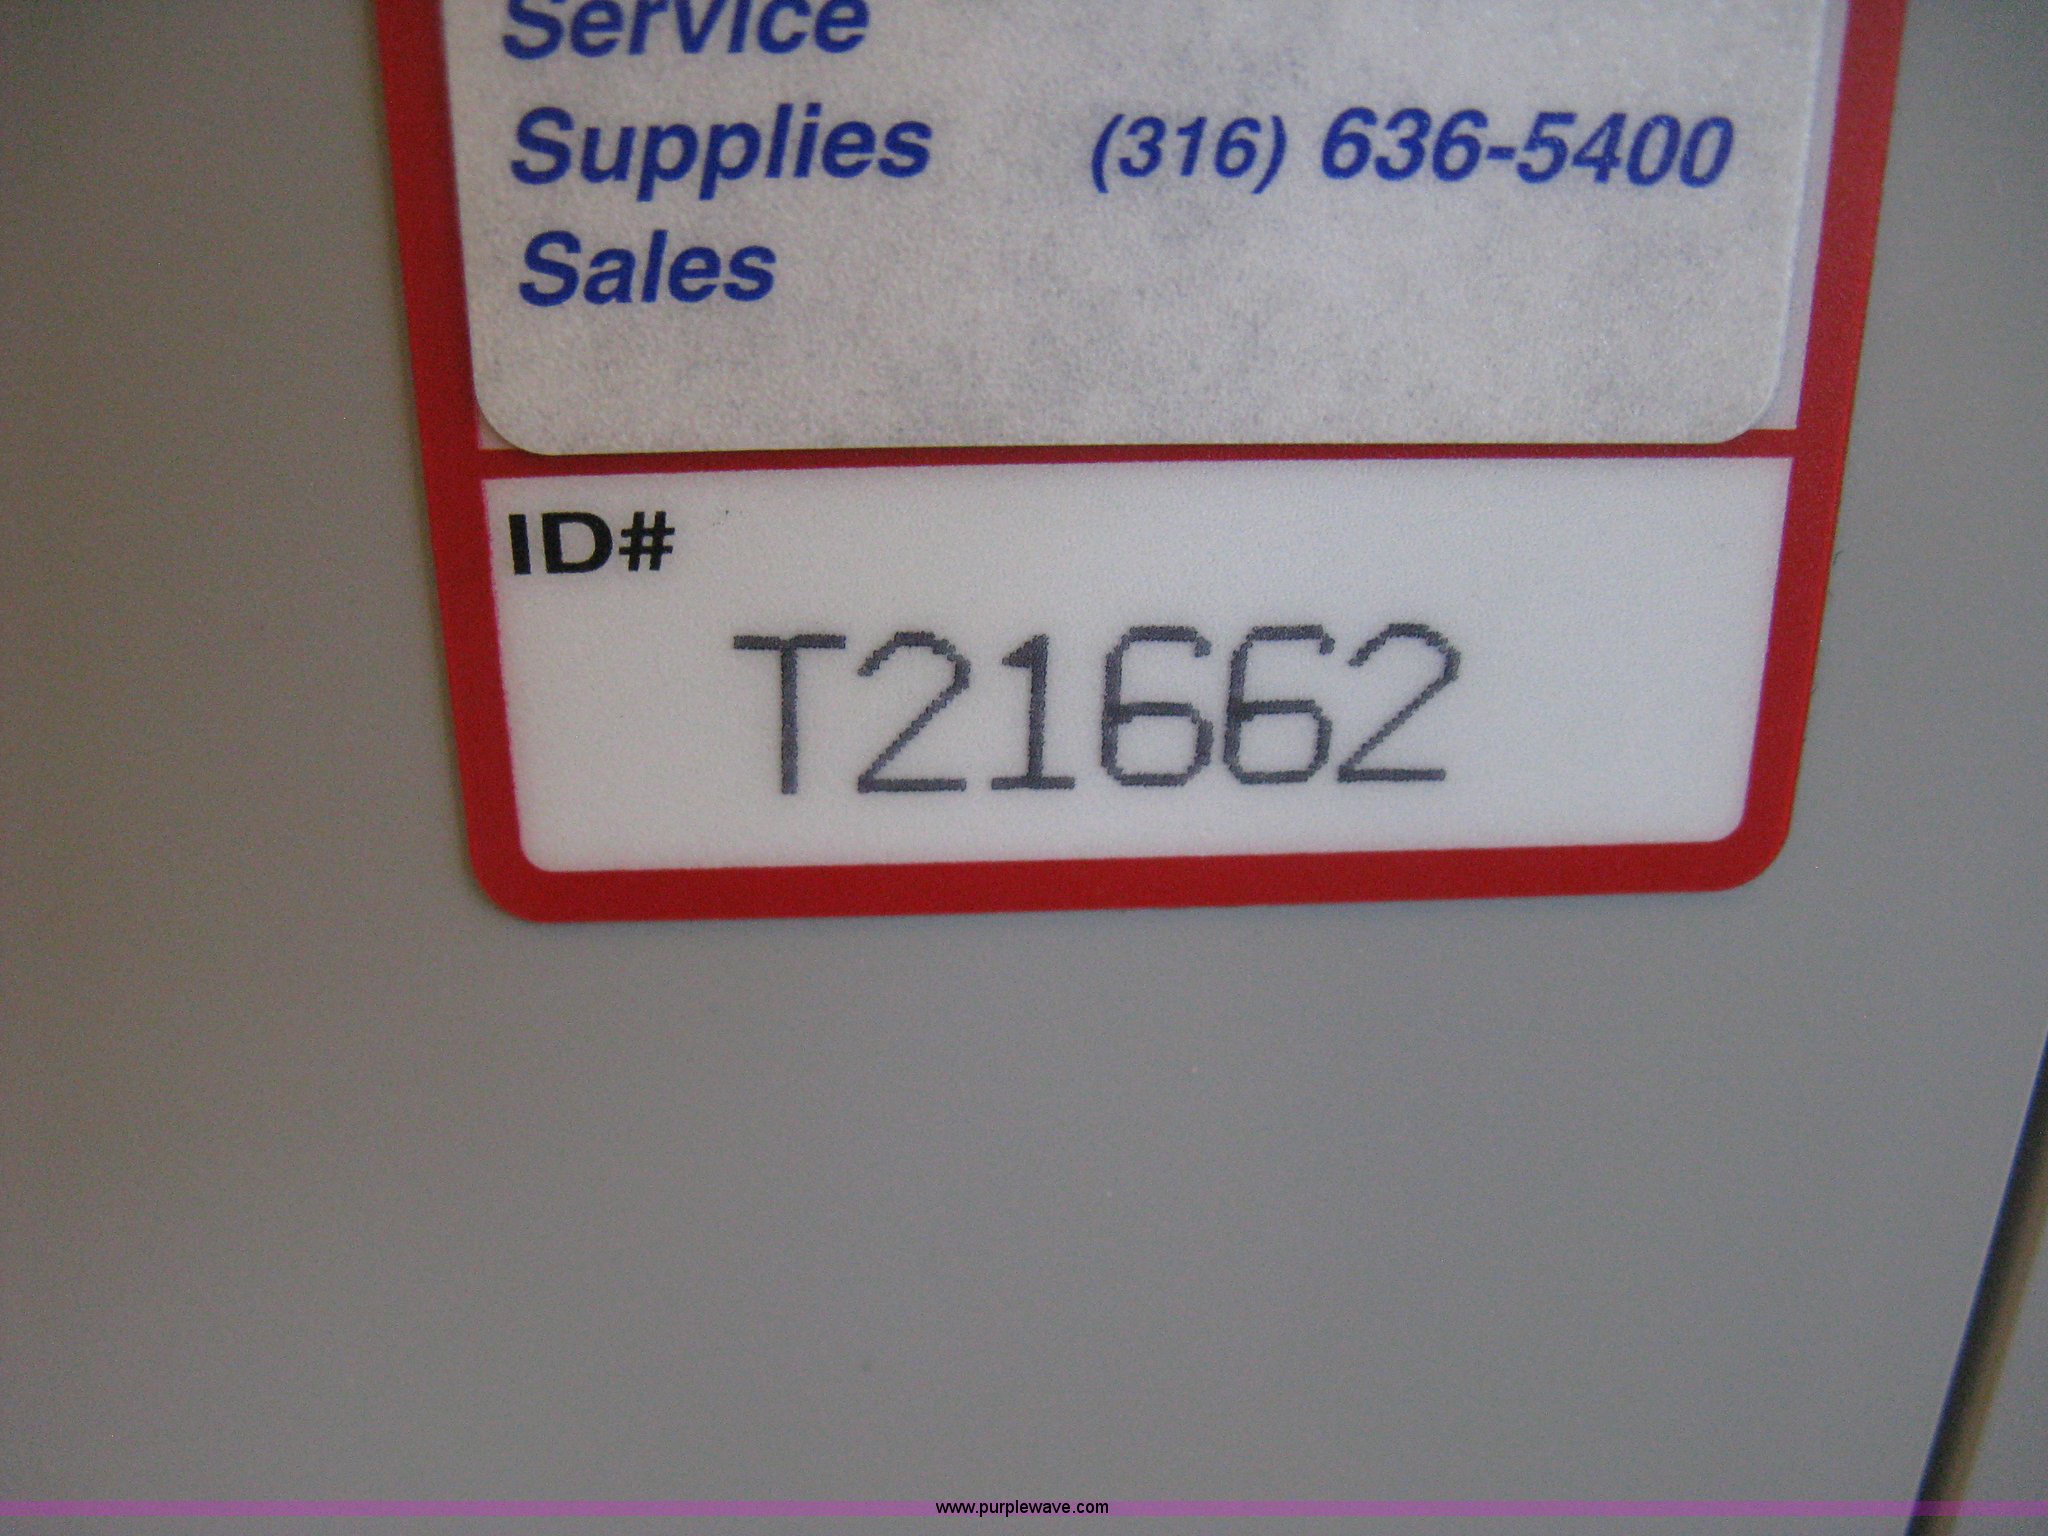 Service
Supplies (316) 636-5400
Sales
ID#
T21662
www.purplewave.com